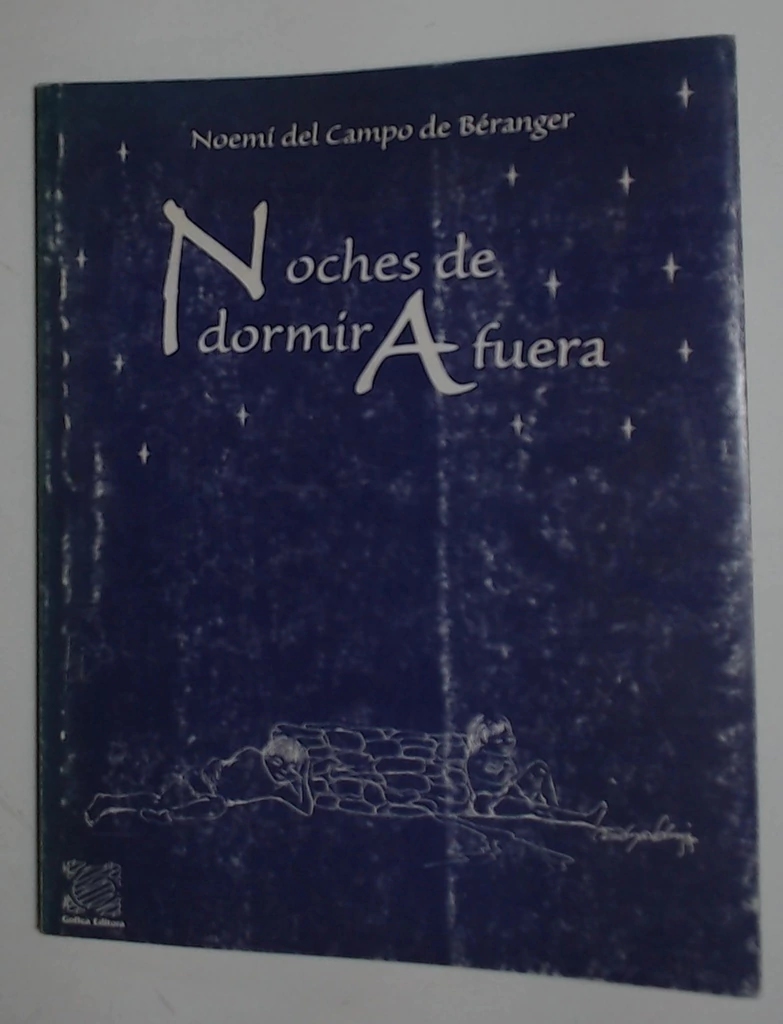 Noemí del Campo de Béranger
Noches de
dormir Afuera